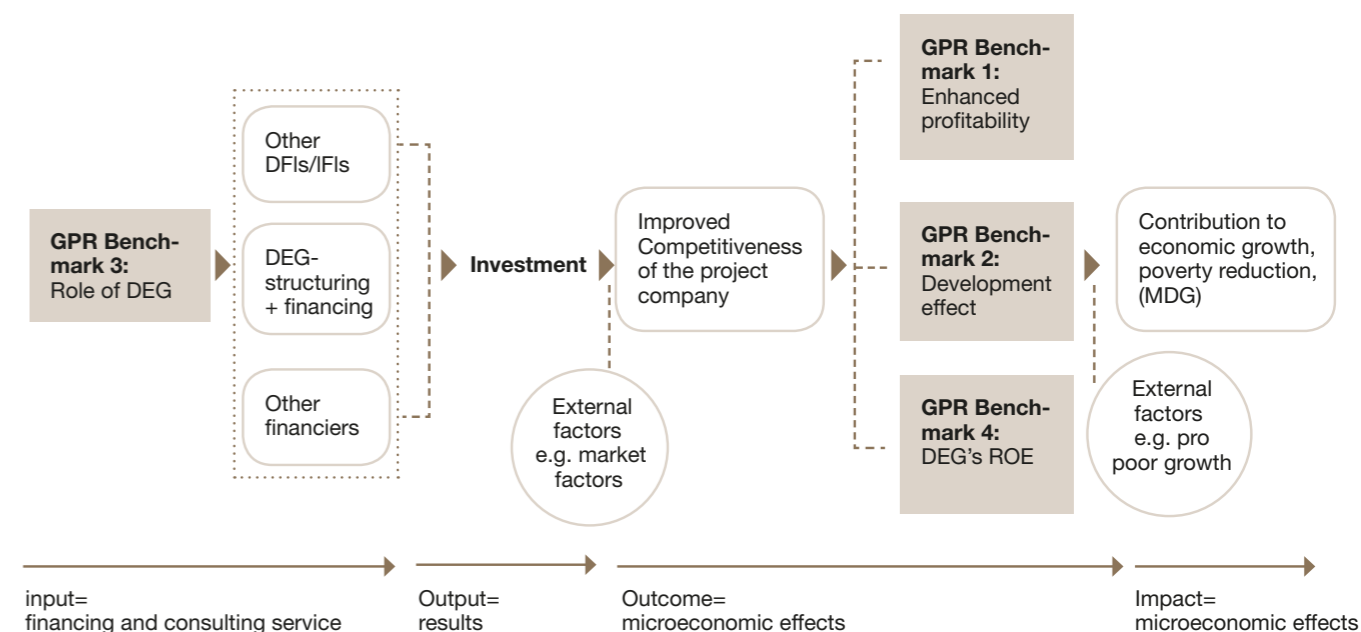 GPR Bench-
mark 3:
Role of DEG
Other
DFIs/IFIs
DEG-
structuring
+ financing
Other
financiers
Investment
External
factors
e.g. market
factors
Improved
Competitiveness
of the project
company
GPR Bench-
mark 1:
Enhanced
profitability
GPR Bench-
mark 2:
Development
effect
GPR Bench-
mark 4:
DEG's ROE
Contribution to
economic growth,
poverty reduction,
(MDG)
External
factors
e.g. pro
poor growth
input=
financing and consulting service
Output=
results
Outcome=
microeconomic effects
Impact=
microeconomic effects